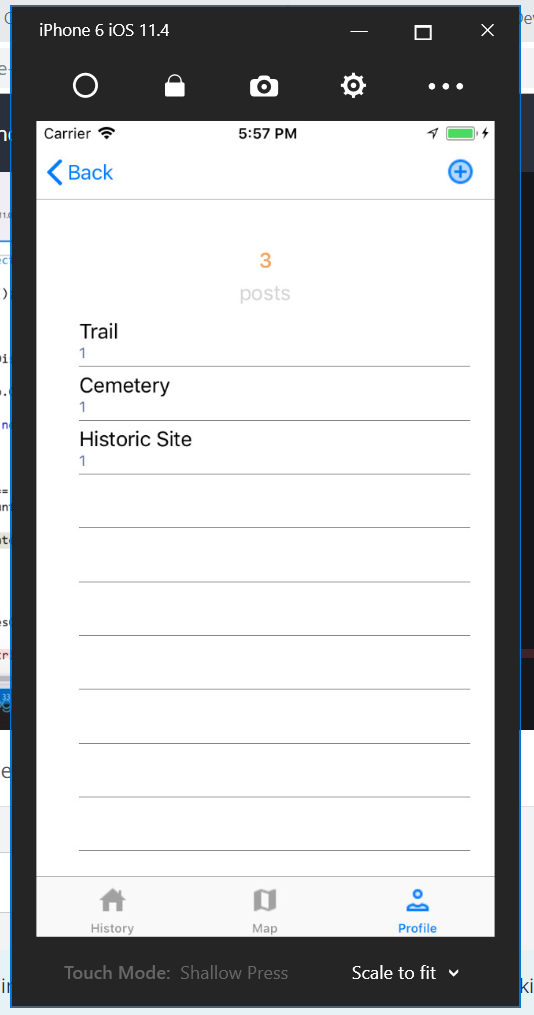 iPhone 6 iOS 11.4
Carrier 5:57 PM
Back
3
posts
Trail
1
Cemetery
1
Historic Site
1
History Map Profile
Touch Mode: Shallow Press Scale to fit